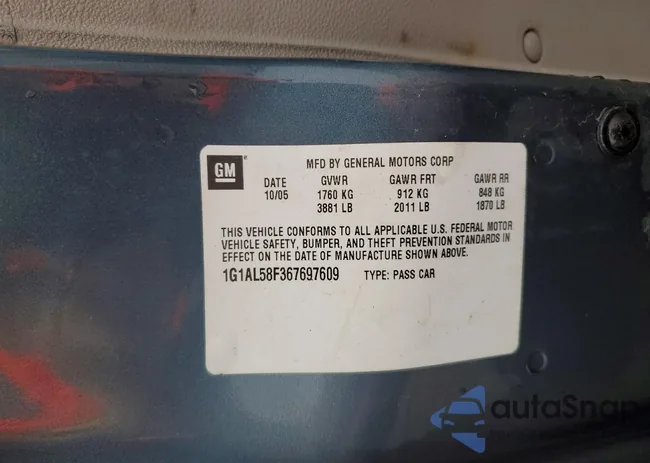 GM
MFD BY GENERAL MOTORS CORP
DATE GVWR GAWR FRT GAWR RR
10/05 1760 KG 912 KG 848 KG
3881 LB 2011 LB 1870 LB
THIS VEHICLE CONFORMS TO ALL APPLICABLE U.S. FEDERAL MOTOR
VEHICLE SAFETY, BUMPER, AND THEFT PREVENTION STANDARDS IN
EFFECT ON THE DATE OF MANUFACTURE SHOWN ABOVE.
1G1AL58F367697609 TYPE: PASS CAR
autaSnap